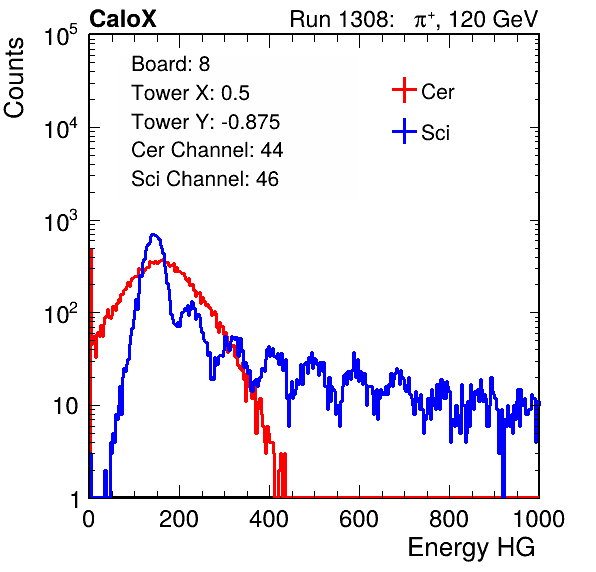 CaloX Run 1308: π⁺, 120 GeV
Counts
Board: 8
Tower X: 0.5
Tower Y: -0.875
Cer Channel: 44
Sci Channel: 46
Cer
Sci
10⁵
10⁴
10³
10²
10
1
0 200 400 600 800 1000
Energy HG